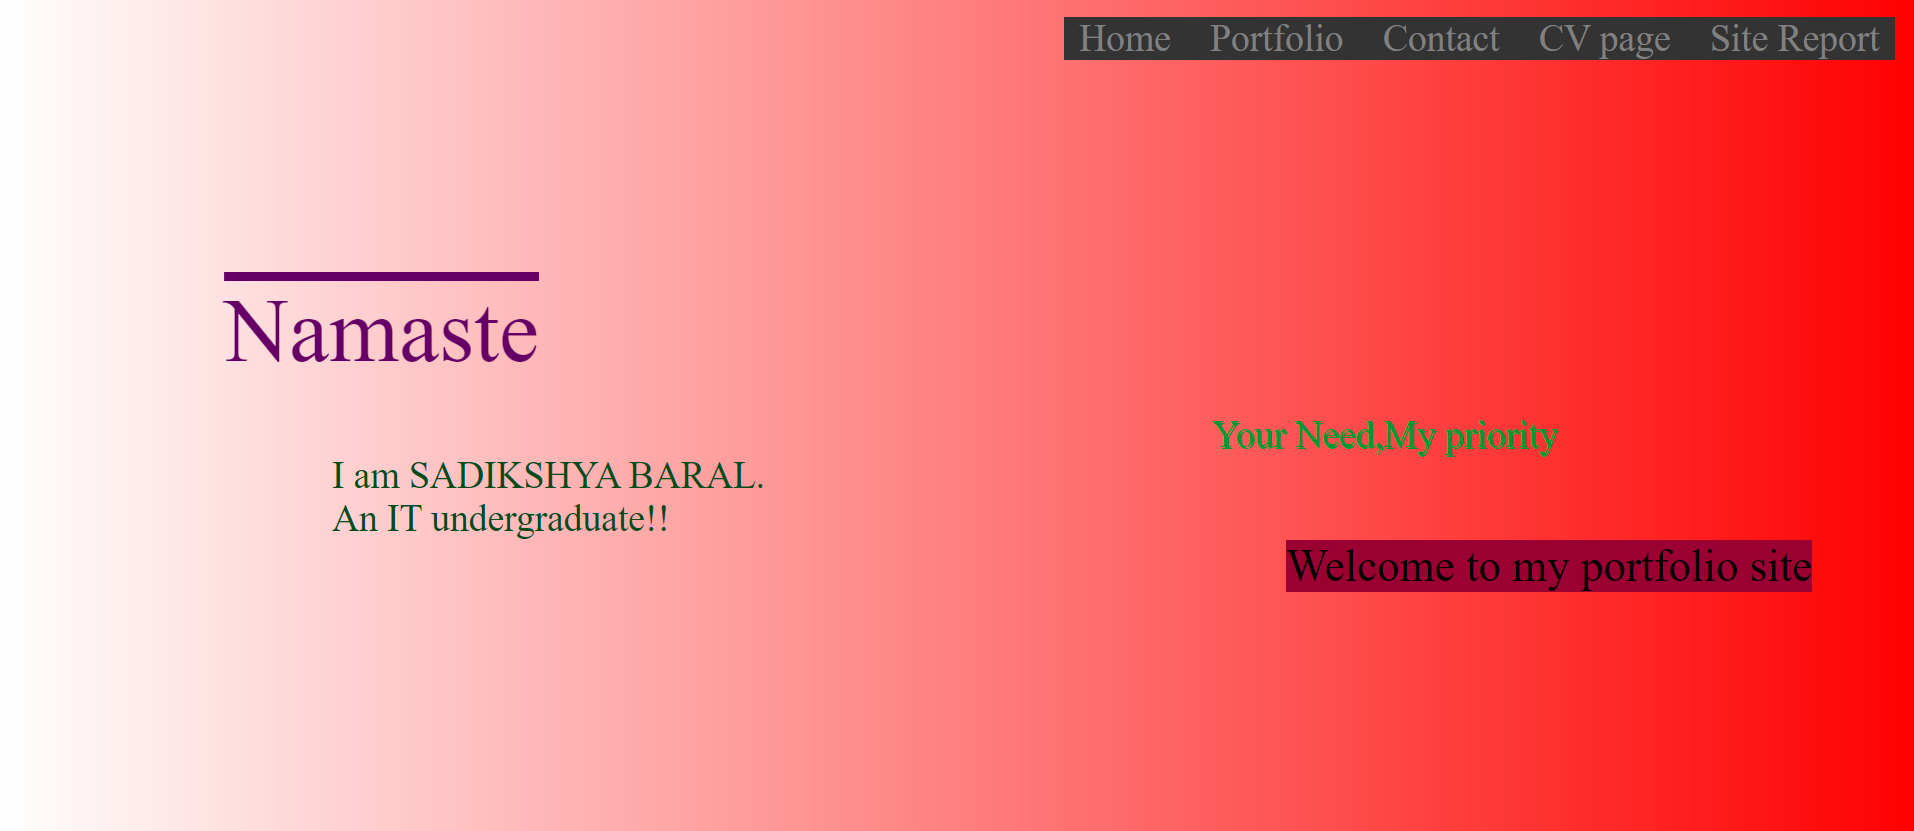 Home Portfolio Contact CV page Site Report
Namaste
I am SADIKSHYA BARAL.
An IT undergraduate!!
Your Need,My priority
Welcome to my portfolio site